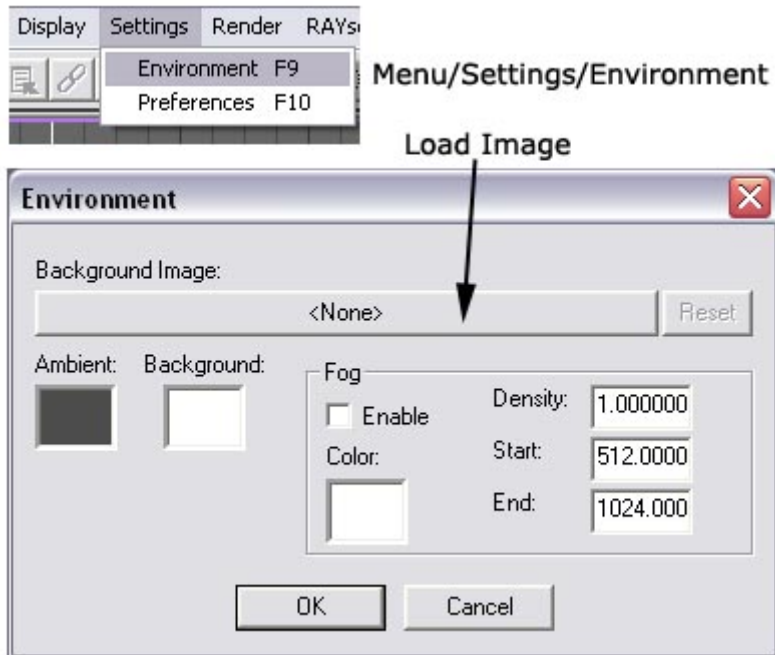 Display Settings Render RAYs
Environment F9
Preferences F10
Menu/Settings/Environment
Load Image
Environment
Background Image:
<None> Reset
Ambient: Background:
Fog
Enable
Density: 1.000000
Color:
Start: 512.0000
End: 1024.000
OK Cancel